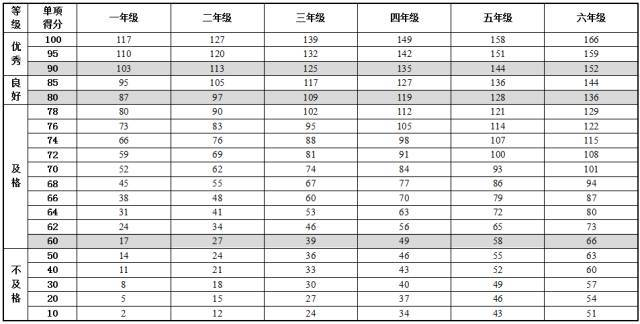 等级 单项得分 一年级 二年级 三年级 四年级 五年级 六年级
优秀 100 117 127 139 149 158 166
95 110 120 132 142 151 159
90 103 113 125 135 144 152
良好 85 95 105 117 127 136 144
80 87 97 109 119 128 136
及格 78 80 90 102 112 121 129
76 73 83 95 105 114 122
74 66 76 88 98 107 115
72 59 69 81 91 100 108
70 52 62 74 84 93 101
68 45 55 67 77 86 94
66 38 48 60 70 79 87
64 31 41 53 63 72 80
62 24 34 46 56 65 73
60 17 27 39 49 58 66
不及格 50 14 24 36 46 55 63
40 11 21 33 43 52 60
30 8 18 30 40 49 57
20 5 15 27 37 46 54
10 2 12 24 34 43 51